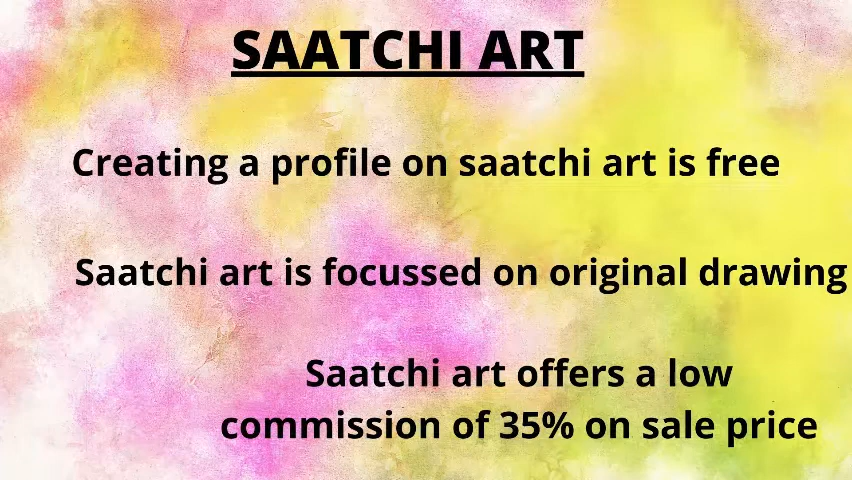 SAATCHI ART
Creating a profile on saatchi art is free
Saatchi art is focussed on original drawing
Saatchi art offers a low
commission of 35% on sale price